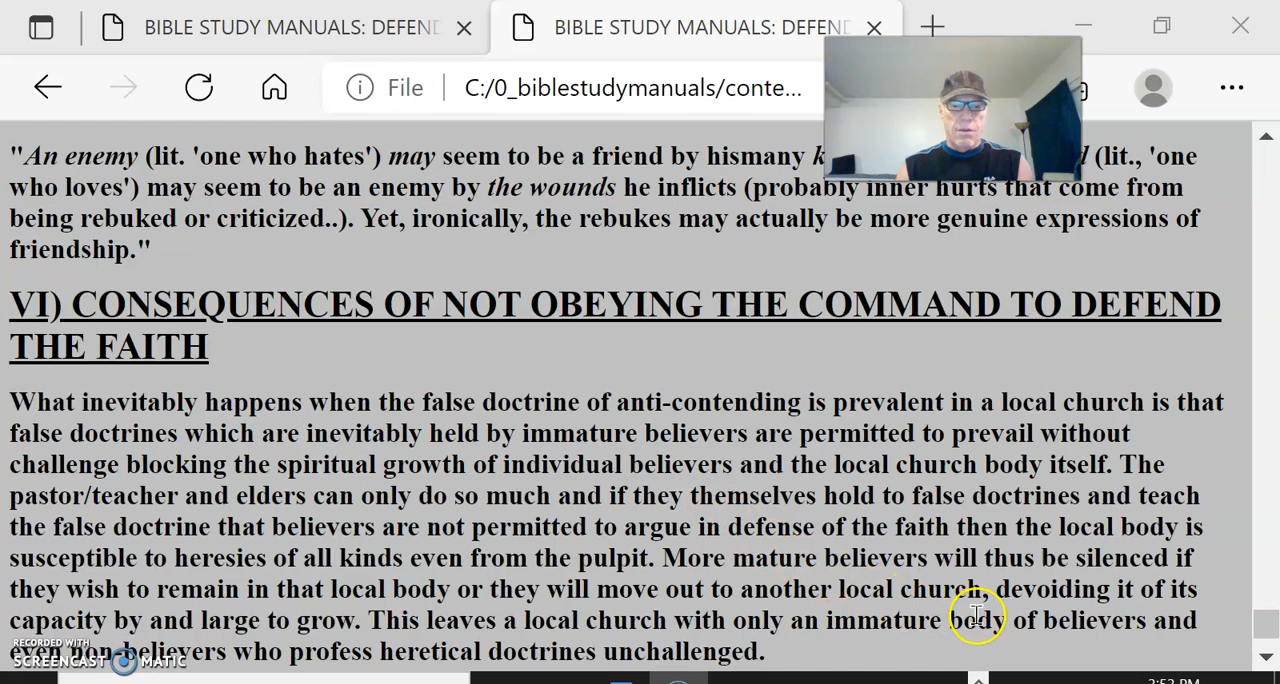 BIBLE STUDY MANUALS: DEFEND
BIBLE STUDY MANUALS: DEFEN
File
C:/0_biblestudymanuals/conte...
"An enemy (lit. 'one who hates') may seem to be a friend by hismany (lit., 'one
who loves') may seem to be an enemy by the wounds he inflicts (probably inner hurts that come from
being rebuked or criticized..). Yet, ironically, the rebukes may actually be more genuine expressions of
friendship."
VI) CONSEQUENCES OF NOT OBEYING THE COMMAND TO DEFEND
THE FAITH
What inevitably happens when the false doctrine of anti-contending is prevalent in a local church is that
false doctrines which are inevitably held by immature believers are permitted to prevail without
challenge blocking the spiritual growth of individual believers and the local church body itself. The
pastor/teacher and elders can only do so much and if they themselves hold to false doctrines and teach
the false doctrine that believers are not permitted to argue in defense of the faith then the local body is
susceptible to heresies of all kinds even from the pulpit. More mature believers will thus be silenced if
they wish to remain in that local body or they will move out to another local church, devoiding it of its
capacity by and large to grow. This leaves a local church with only an immature body of believers and
even non-believers who profess heretical doctrines unchallenged.
RECORDED WITH
SCREENCAST MATIC